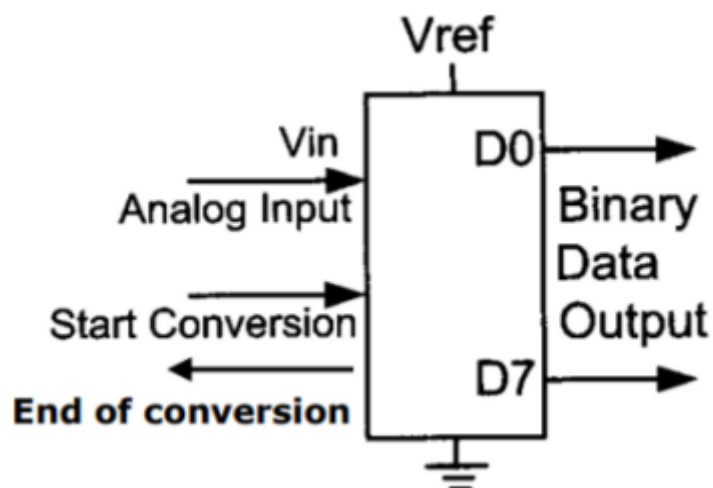 Vref
Vin
Analog Input
Start Conversion
End of conversion
D0
Binary
Data
Output
D7